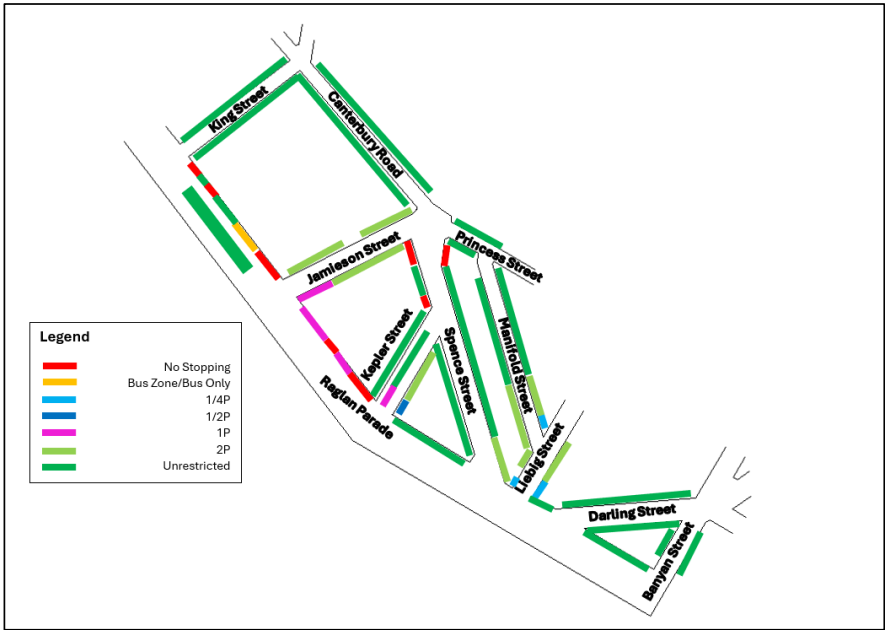 King Street
Canterbury Road
Princess Street
Jamieson Street
Kepler Street
Spence Street
Manifold Street
Raglan Parade
Liebig Street
Darling Street
Banyan Street
Legend
No Stopping
Bus Zone/Bus Only
1/4P
1/2P
1P
2P
Unrestricted